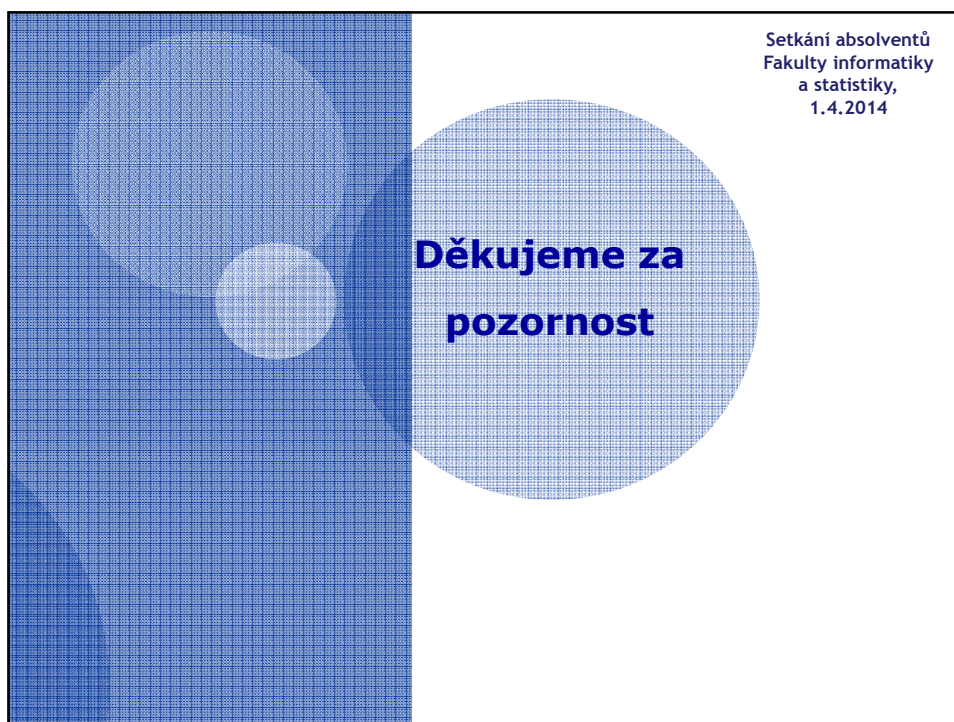 Setkání absolventů
Fakulty informatiky
a statistiky,
1.4.2014
Děkujeme za
pozornost